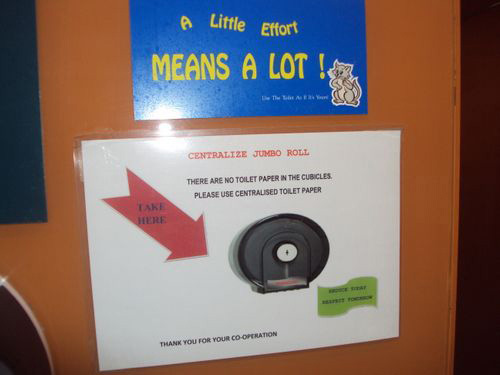 A Little Effort
MEANS A LOT !
Use The Toilet As If It's Yours!
CENTRALIZE JUMBO ROLL
THERE ARE NO TOILET PAPER IN THE CUBICLES.
PLEASE USE CENTRALISED TOILET PAPER
TAKE
HERE
REDUCE TODAY
RESPECT TOMORROW
THANK YOU FOR YOUR CO-OPERATION